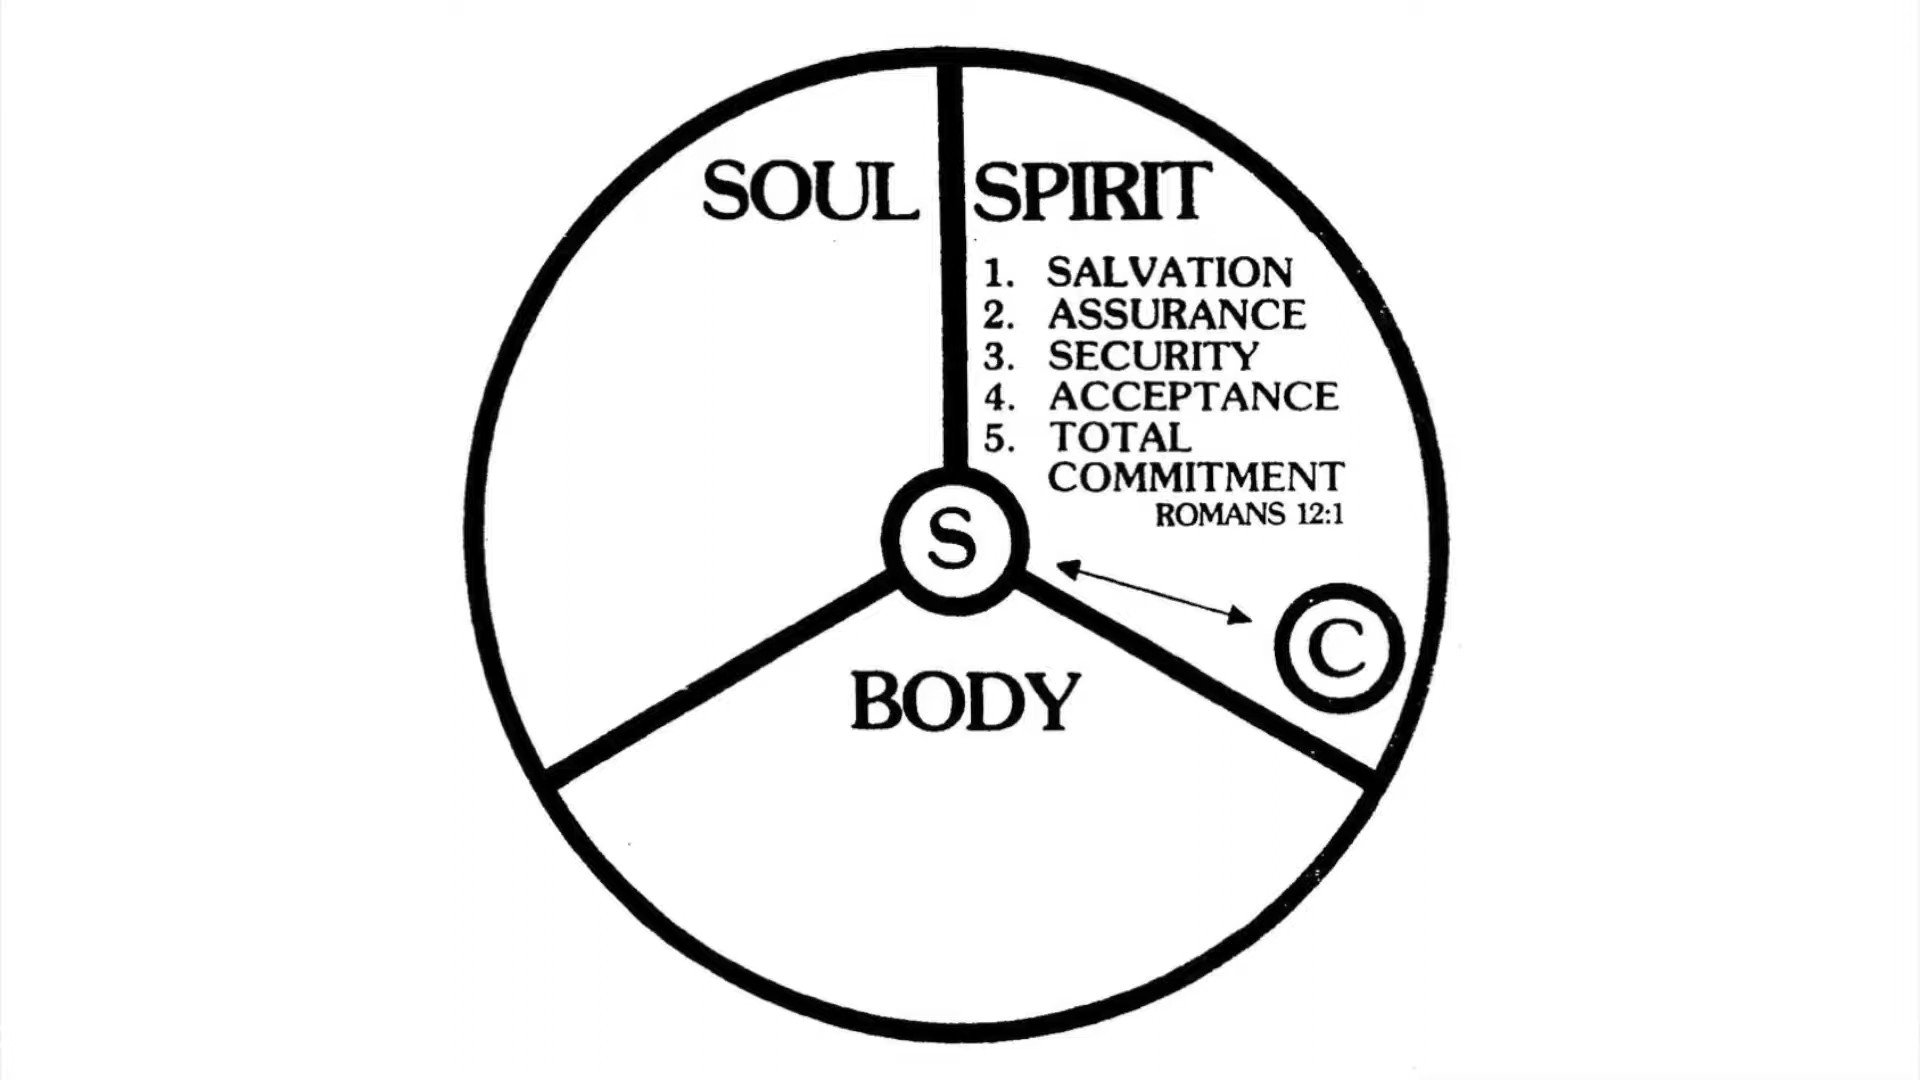 SOUL
SPIRIT
1. SALVATION
2. ASSURANCE
3. SECURITY
4. ACCEPTANCE
5. TOTAL
COMMITMENT
ROMANS 12:1
S
C
BODY